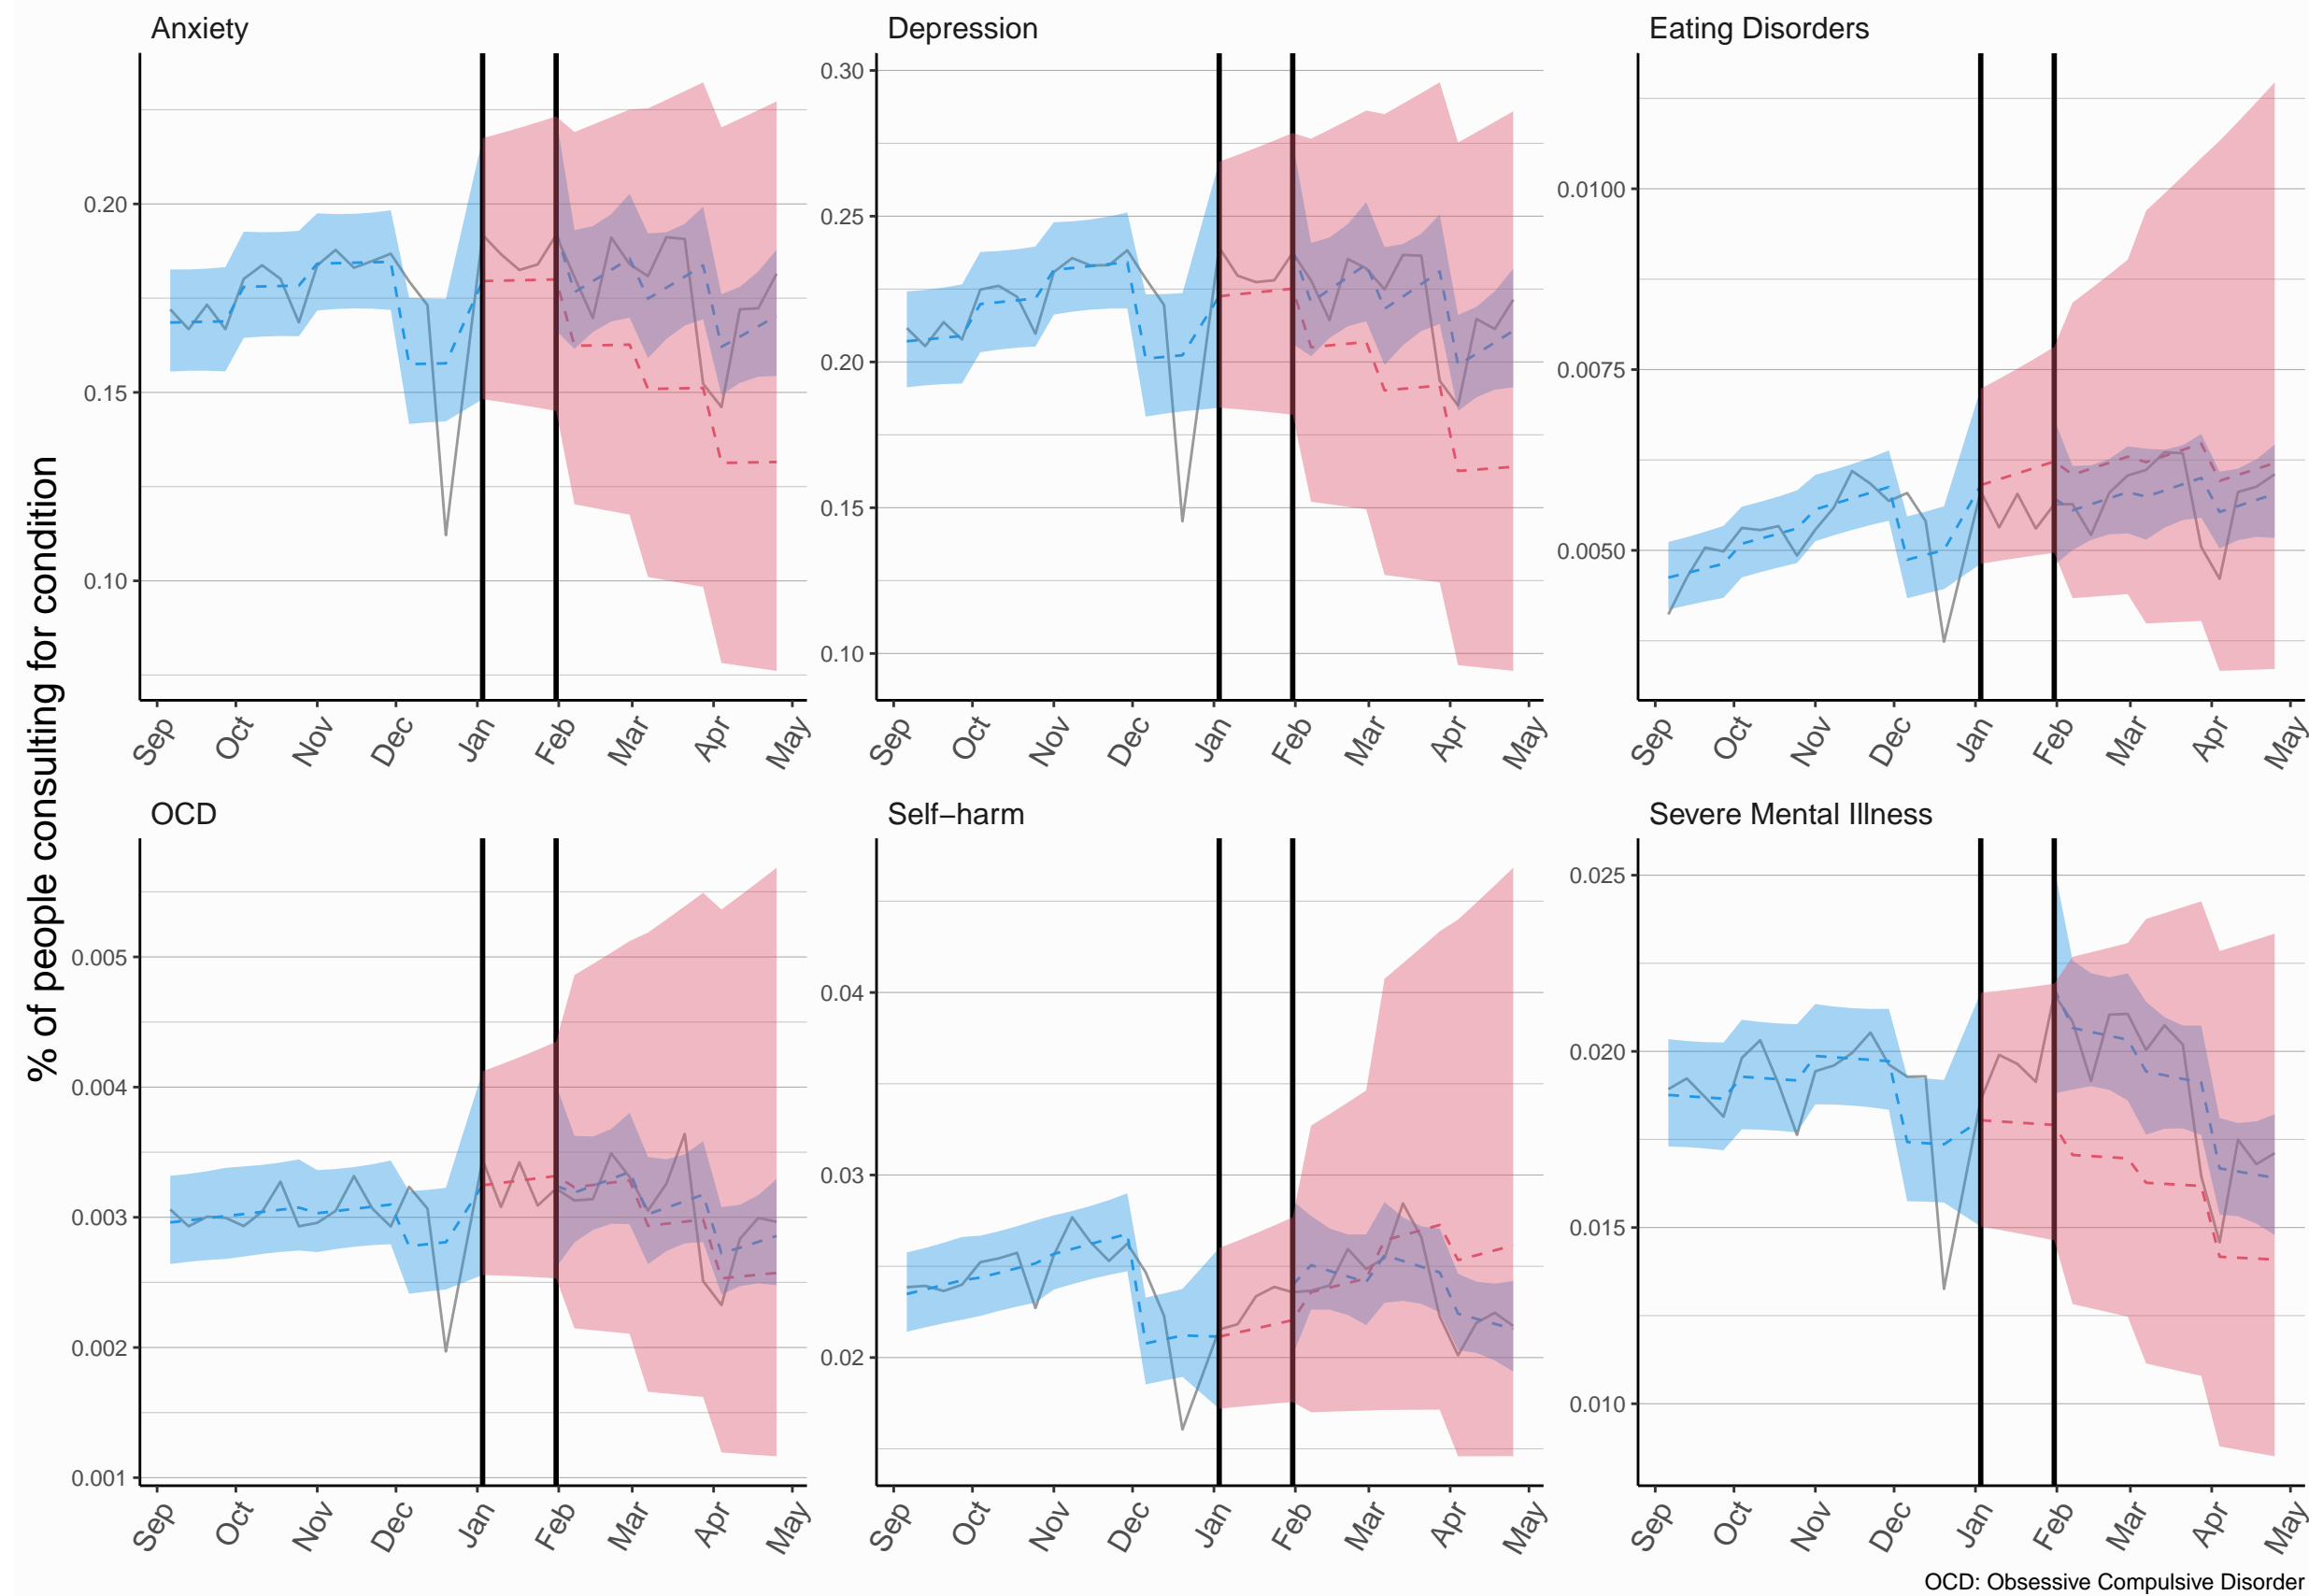 % of people consulting for condition
Anxiety
0.20
0.15
0.10
Sep Oct Nov Dec Jan Feb Mar Apr May
Depression
0.30
0.25
0.20
0.15
0.10
Sep Oct Nov Dec Jan Feb Mar Apr May
Eating Disorders
0.0100
0.0075
0.0050
Sep Oct Nov Dec Jan Feb Mar Apr May
OCD
0.005
0.004
0.003
0.002
0.001
Sep Oct Nov Dec Jan Feb Mar Apr May
Self−harm
0.04
0.03
0.02
Sep Oct Nov Dec Jan Feb Mar Apr May
Severe Mental Illness
0.025
0.020
0.015
0.010
Sep Oct Nov Dec Jan Feb Mar Apr May
OCD: Obsessive Compulsive Disorder